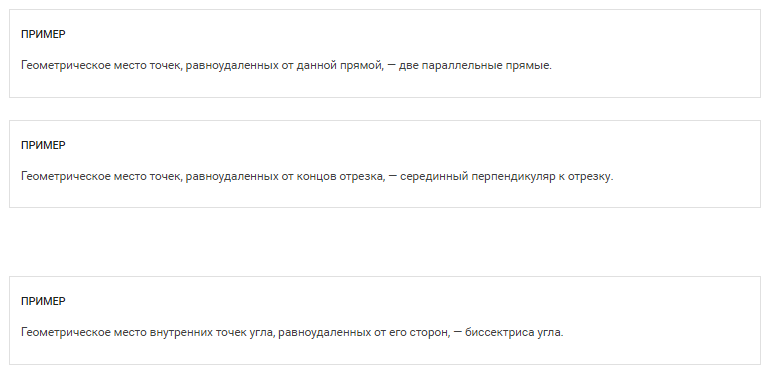 ПРИМЕР
Геометрическое место точек, равноудаленных от данной прямой, — две параллельные прямые.
ПРИМЕР
Геометрическое место точек, равноудаленных от концов отрезка, — серединный перпендикуляр к отрезку.
ПРИМЕР
Геометрическое место внутренних точек угла, равноудаленных от его сторон, — биссектриса угла.